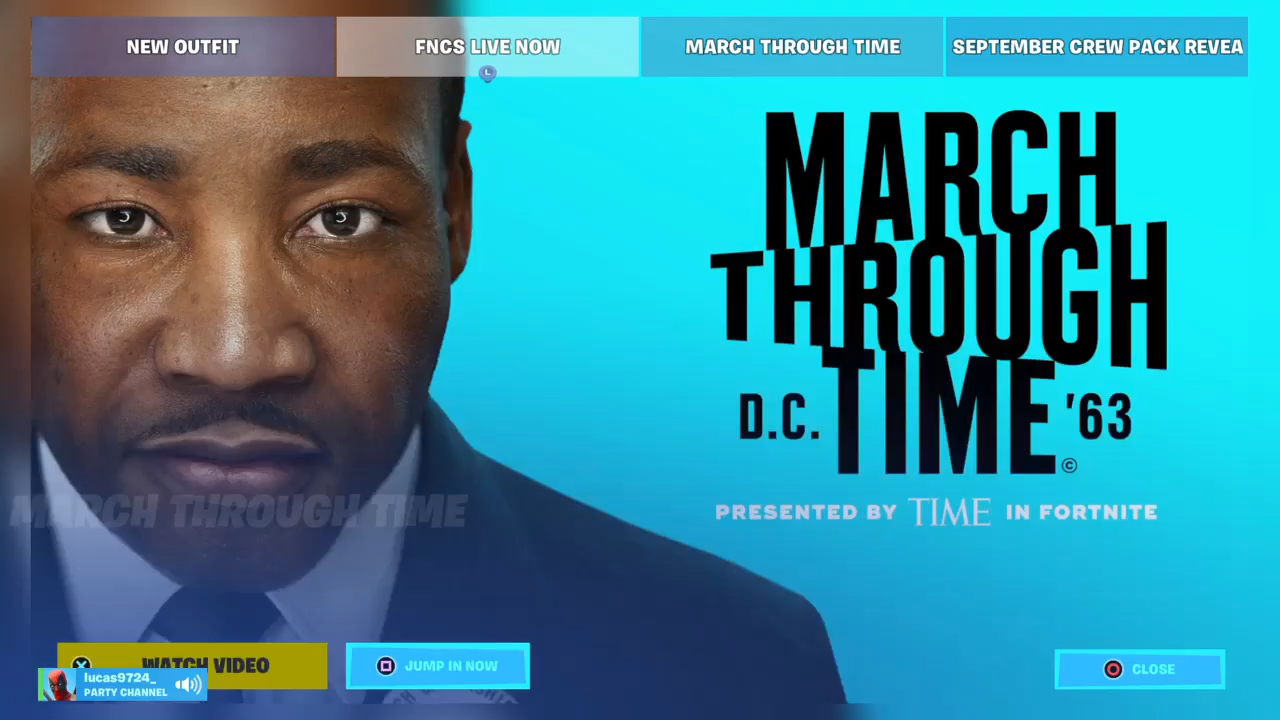 NEW OUTFIT
FNCS LIVE NOW
MARCH THROUGH TIME
SEPTEMBER CREW PACK REVEA
L
MARCH
THROUGH
TIME
D.C.
'63
©
PRESENTED BY TIME IN FORTNITE
MARCH THROUGH TIME
WATCH VIDEO
JUMP IN NOW
CLOSE
lucas9724_
PARTY CHANNEL